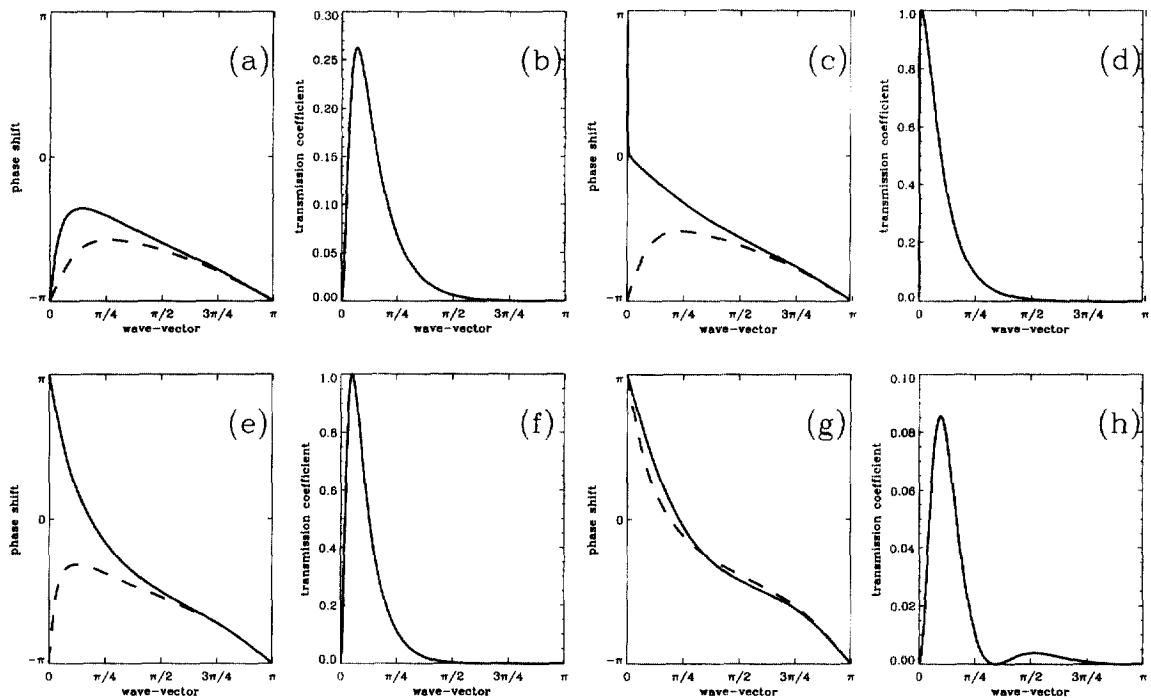 π
0
−π
phase shift
0
π/4
π/2
3π/4
π
wave−vector
(a)
0.30
0.25
0.20
0.15
0.10
0.05
0.00
transmission coefficient
0
π/4
π/2
3π/4
π
wave−vector
(b)
π
0
−π
phase shift
0
π/4
π/2
3π/4
π
wave−vector
(c)
1.0
0.8
0.6
0.4
0.2
0.0
transmission coefficient
0
π/4
π/2
3π/4
π
wave−vector
(d)
π
0
−π
phase shift
0
π/4
π/2
3π/4
π
wave−vector
(e)
1.0
0.8
0.6
0.4
0.2
0.0
transmission coefficient
0
π/4
π/2
3π/4
π
wave−vector
(f)
π
0
−π
phase shift
0
π/4
π/2
3π/4
π
wave−vector
(g)
0.10
0.08
0.06
0.04
0.02
0.00
transmission coefficient
0
π/4
π/2
3π/4
π
wave−vector
(h)